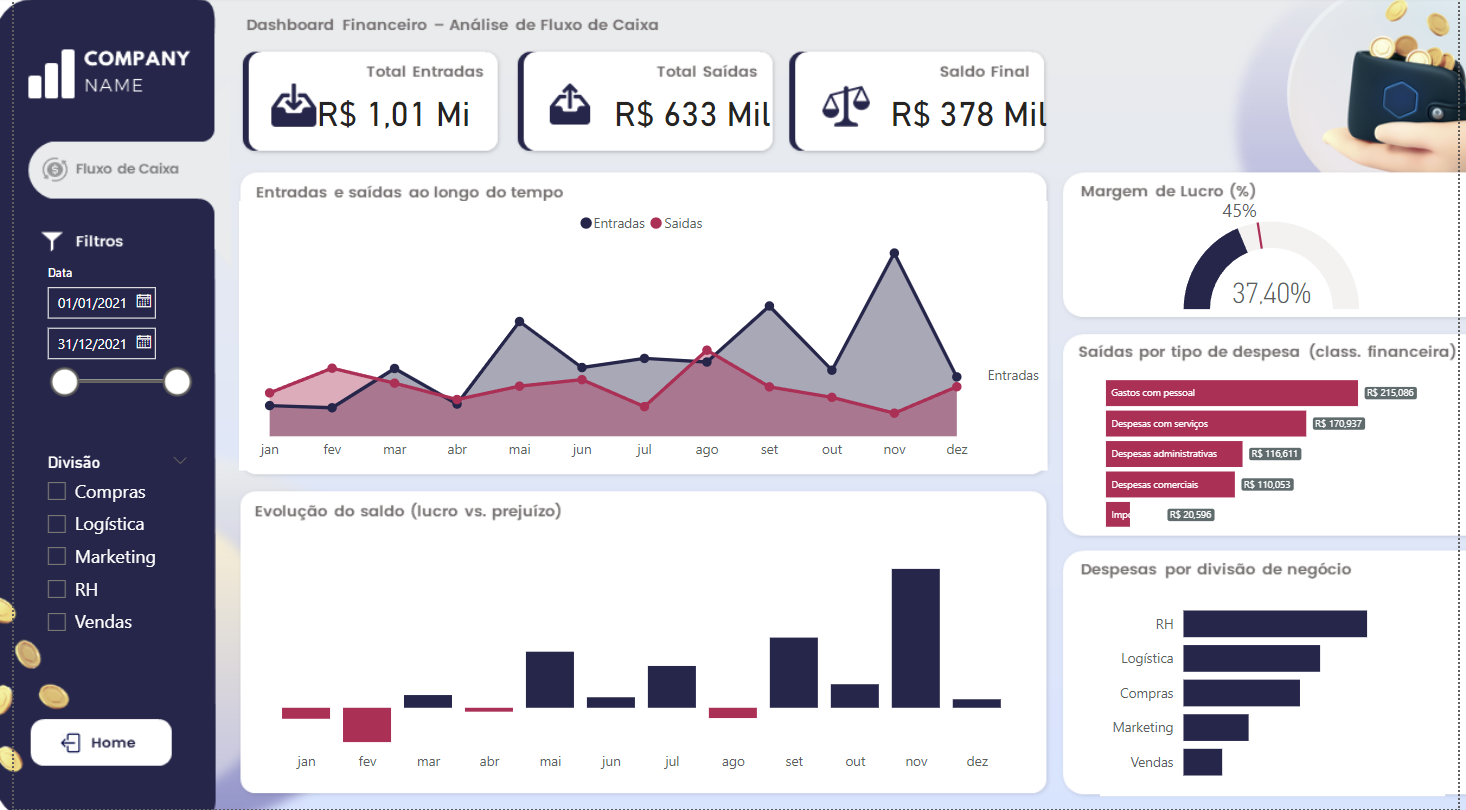 COMPANY
NAME
Fluxo de Caixa
Filtros
Data
01/01/2021
31/12/2021
Divisão
Compras
Logística
Marketing
RH
Vendas
Home
Dashboard Financeiro – Análise de Fluxo de Caixa
Total Entradas
R$ 1,01 Mi
Total Saídas
R$ 633 Mil
Saldo Final
R$ 378 Mil
Entradas e saídas ao longo do tempo
Entradas Saidas
Entradas
jan fev mar abr mai jun jul ago set out nov dez
Evolução do saldo (lucro vs. prejuízo)
jan fev mar abr mai jun jul ago set out nov dez
Margem de Lucro (%)
45%
37,40%
Saídas por tipo de despesa (class. financeira)
Gastos com pessoal R$ 215,086
Despesas com serviços R$ 170,937
Despesas administrativas R$ 116,611
Despesas comerciais R$ 110,053
R$ 20,596
Despesas por divisão de negócio
RH
Logística
Compras
Marketing
Vendas